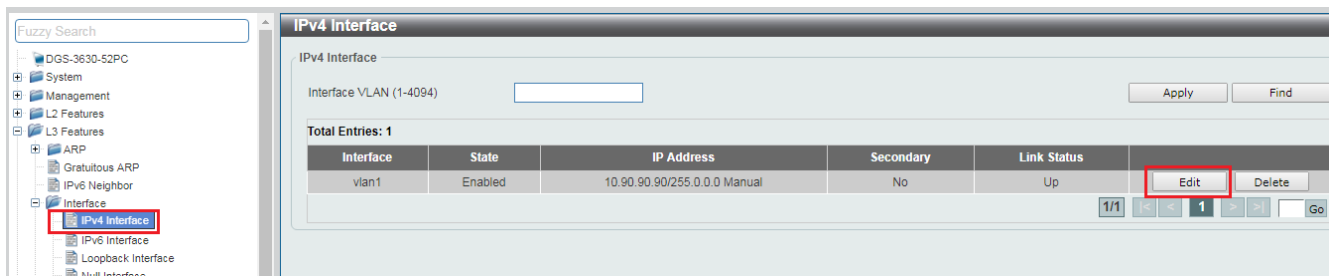 Fuzzy Search
DGS-3630-52PC
System
Management
L2 Features
L3 Features
ARP
Gratuitous ARP
IPv6 Neighbor
Interface
IPv4 Interface
IPv6 Interface
Loopback Interface
Null Interface
IPv4 Interface
IPv4 Interface
Interface VLAN (1-4094)
Apply Find
Total Entries: 1
Interface State IP Address Secondary Link Status
vlan1 Enabled 10.90.90.90/255.0.0.0 Manual No Up Edit Delete
1/1 |< < 1 > >| Go